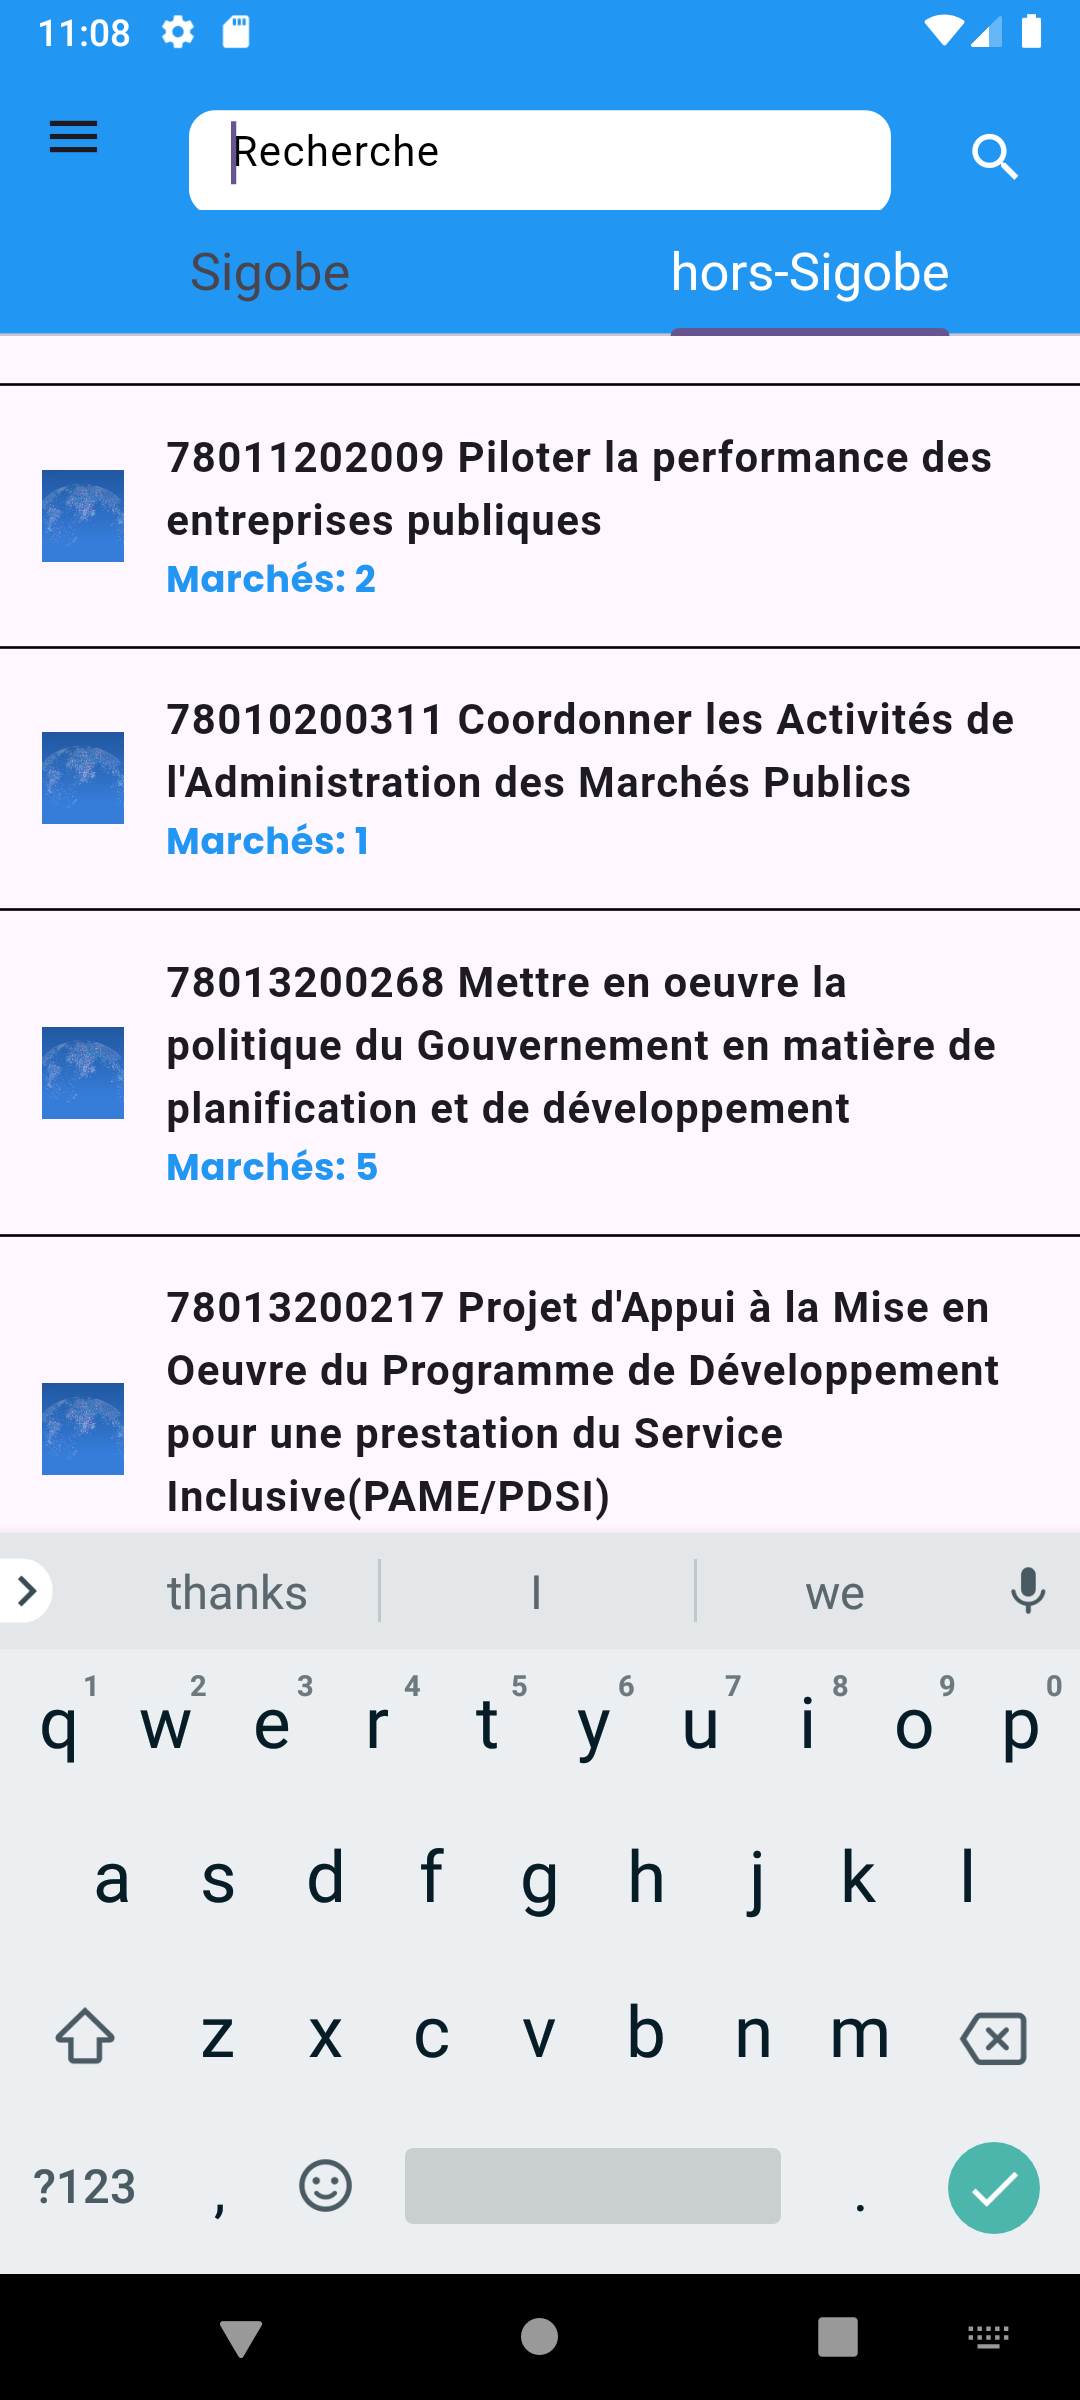 11:08
Recherche
Sigobe
hors-Sigobe
78011202009 Piloter la performance des
entreprises publiques
Marchés: 2
78010200311 Coordonner les Activités de
l'Administration des Marchés Publics
Marchés: 1
78013200268 Mettre en oeuvre la
politique du Gouvernement en matière de
planification et de développement
Marchés: 5
78013200217 Projet d'Appui à la Mise en
Oeuvre du Programme de Développement
pour une prestation du Service
Inclusive(PAME/PDSI)
thanks I we
1 2 3 4 5 6 7 8 9 0
q w e r t y u i o p
a s d f g h j k l
z x c v b n m
?123 , .